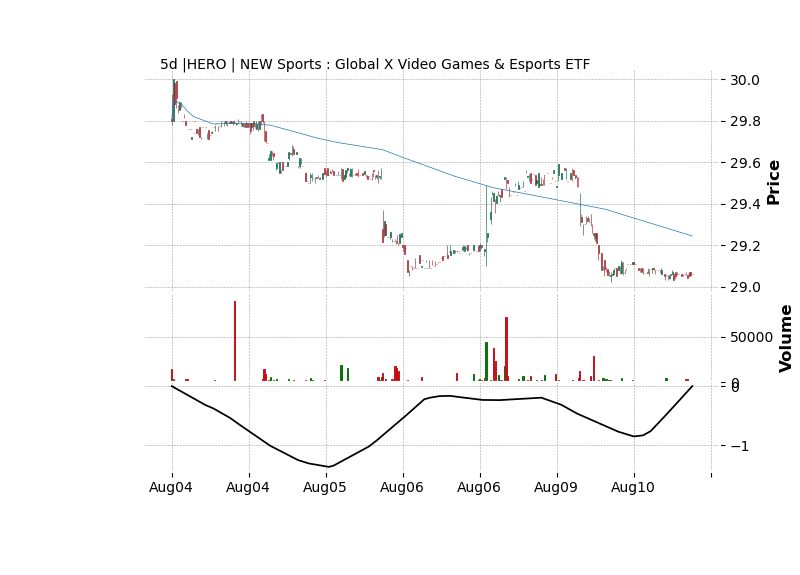 5d |HERO | NEW Sports : Global X Video Games & Esports ETF
30.0
29.8
29.6
29.4
29.2
29.0
Price
50000
0
Volume
0
−1
Aug04 Aug04 Aug05 Aug06 Aug06 Aug09 Aug10